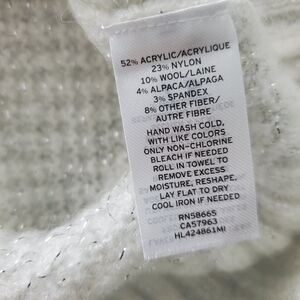 52% ACRYLIC/ACRYLIQUE
23% NYLON
10% WOOL/LAINE
4% ALPACA/ALPAGA
3% SPANDEX
8% OTHER FIBER/
AUTRE FIBRE
HAND WASH COLD,
WITH LIKE COLORS
ONLY NON-CHLORINE
BLEACH IF NEEDED
ROLL IN TOWEL TO
REMOVE EXCESS
MOISTURE, RESHAPE,
LAY FLAT TO DRY
COOL IRON IF NEEDED
RN58665
CA57963
HL424861MI